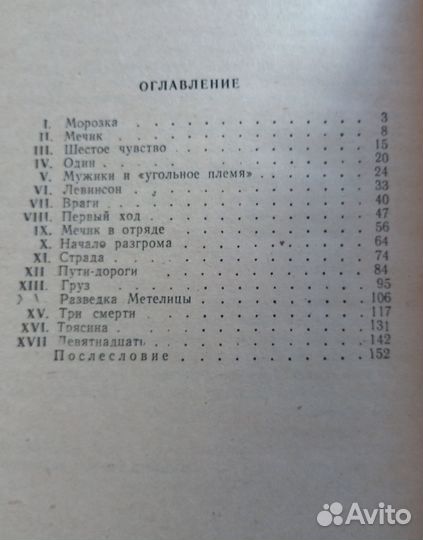 ОГЛАВЛЕНИЕ
I. Морозка . . . . . . . . . . . . 3
II. Мечик . . . . . . . . . . . . 8
III. Шестое чувство . . . . . . . . . 15
IV. Один . . . . . . . . . . . . 20
V. Мужики и «угольное племя» . . . . . 24
VI. Левинсон . . . . . . . . . . . 33
VII. Враги . . . . . . . . . . . . 40
VIII. Первый ход . . . . . . . . . . 47
IX. Мечик в отряде . . . . . . . . . 56
X. Начало разгрома . . . . . . . . 64
XI. Страда . . . . . . . . . . . . 74
XII Пути-дороги . . . . . . . . . . 84
XIII. Груз . . . . . . . . . . . . 95
Разведка Метелицы . . . . . . . . 106
XV. Три смерти . . . . . . . . . . 117
XVI. Трясина . . . . . . . . . . . 131
XVII Девятнадцать . . . . . . . . . . 142
Послесловие . . . . . . . . . . 152
Avito